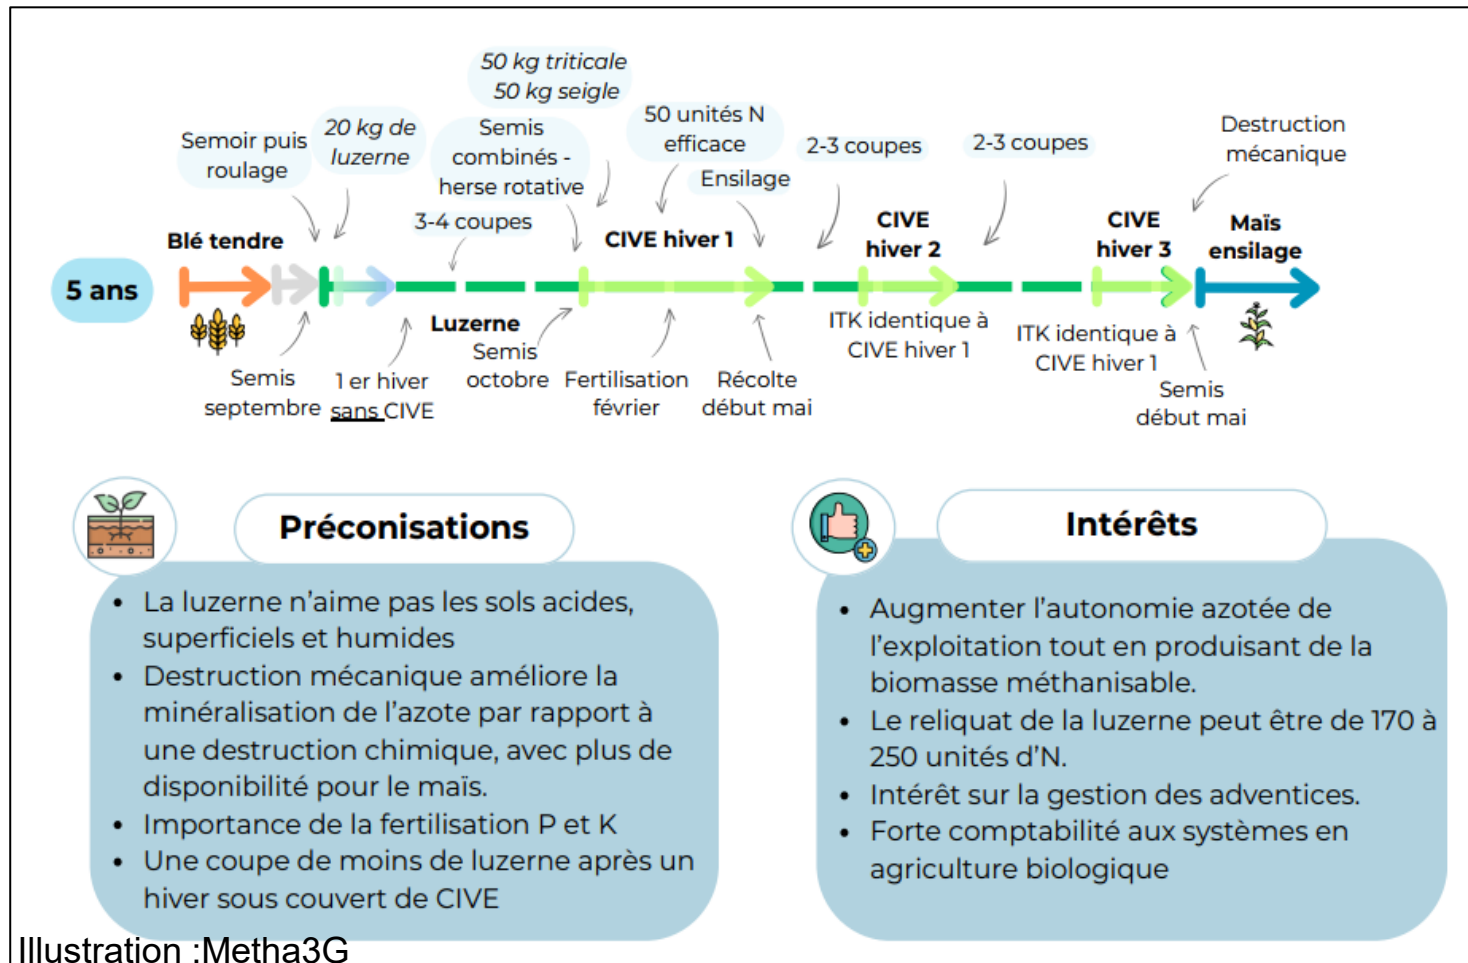 50 kg triticale
50 kg seigle
Semoir puis
roulage
20 kg de
luzerne
Semis
combinés -
herse rotative
50 unités N
efficace
Ensilage
2-3 coupes
2-3 coupes
Destruction
mécanique
3-4 coupes
Blé tendre
CIVE hiver 1
CIVE
hiver 2
CIVE
hiver 3
Maïs
ensilage
5 ans
Luzerne
Semis
septembre
1 er hiver
sans CIVE
Semis
octobre
Fertilisation
février
Récolte
début mai
ITK identique à
CIVE hiver 1
ITK identique à
CIVE hiver 1
Semis
début mai
Préconisations
• La luzerne n'aime pas les sols acides,
superficiels et humides
• Destruction mécanique améliore la
minéralisation de l'azote par rapport à
une destruction chimique, avec plus de
disponibilité pour le maïs.
• Importance de la fertilisation P et K
• Une coupe de moins de luzerne après un
hiver sous couvert de CIVE
Intérêts
• Augmenter l'autonomie azotée de
l'exploitation tout en produisant de la
biomasse méthanisable.
• Le reliquat de la luzerne peut être de 170 à
250 unités d'N.
• Intérêt sur la gestion des adventices.
• Forte comptabilité aux systèmes en
agriculture biologique
Illustration :Metha3G